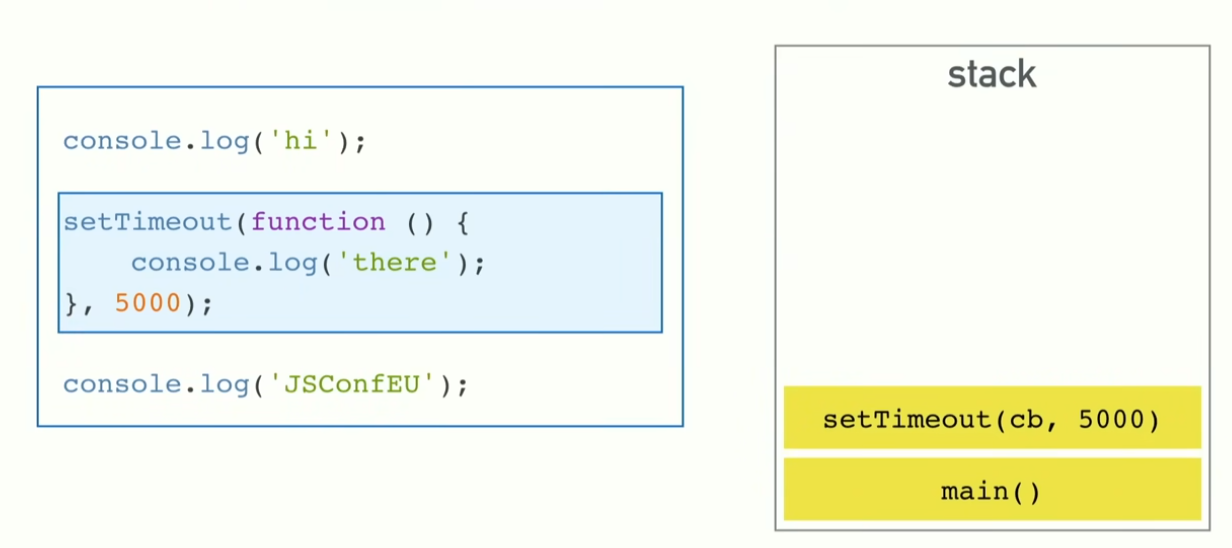 console.log('hi');
setTimeout(function () {
    console.log('there');
}, 5000);
console.log('JSConfEU');
stack
setTimeout(cb, 5000)
main()